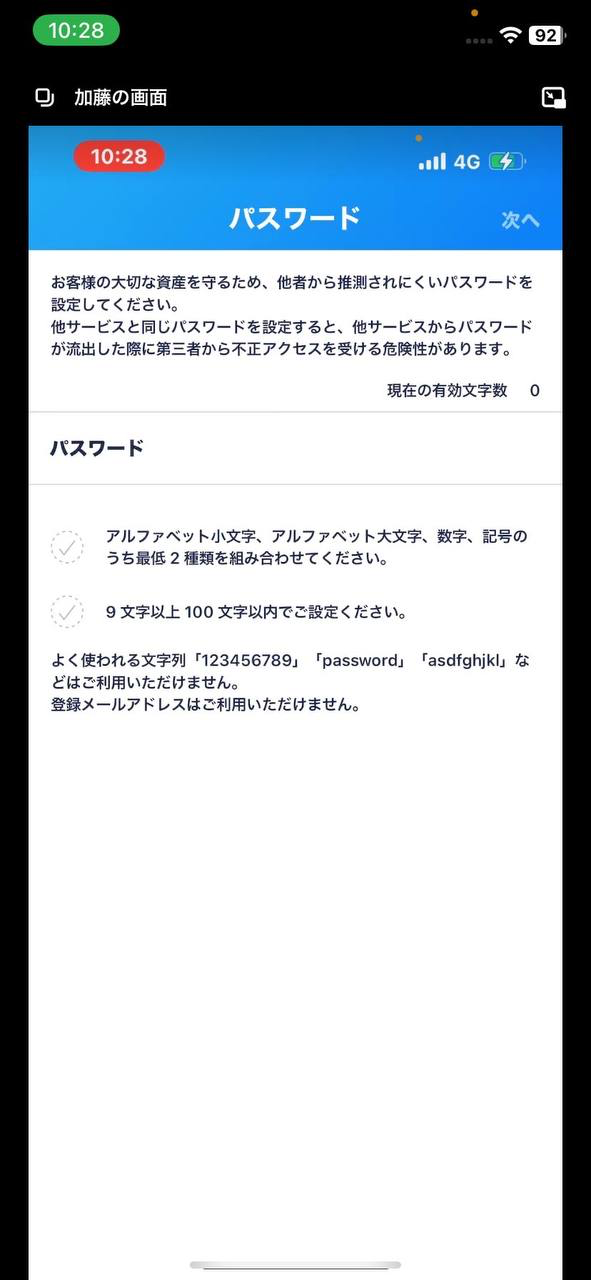 10:28
92
加藤の画面
10:28
4G
パスワード
次へ
お客様の大切な資産を守るため、他者から推測されにくいパスワードを
設定してください。
他サービスと同じパスワードを設定すると、他サービスからパスワード
が流出した際に第三者から不正アクセスを受ける危険性があります。
現在の有効文字数 0
パスワード
アルファベット小文字、アルファベット大文字、数字、記号の
うち最低 2 種類を組み合わせてください。
9 文字以上 100 文字以内でご設定ください。
よく使われる文字列「123456789」「password」「asdfghjkl」な
どはご利用いただけません。
登録メールアドレスはご利用いただけません。